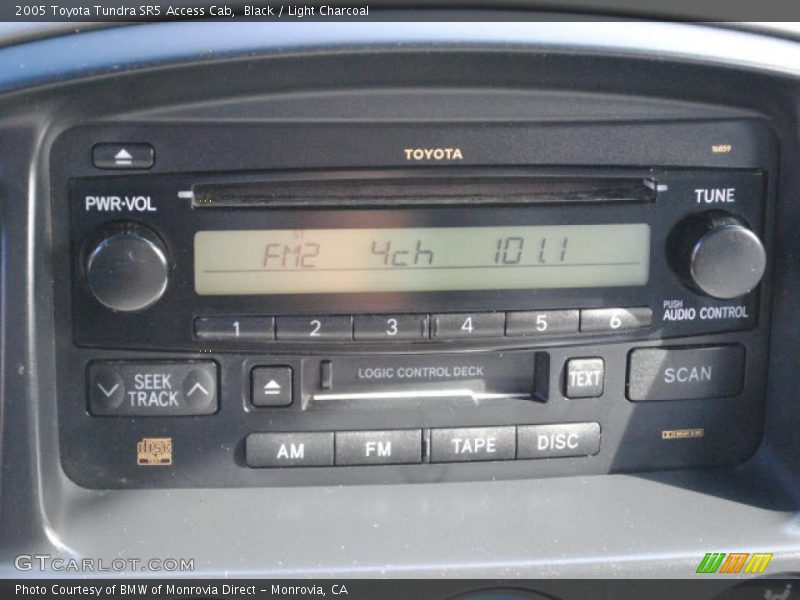 2005 Toyota Tundra SR5 Access Cab, Black / Light Charcoal
TOYOTA
16859
PWR·VOL
TUNE
ST
FM2 4ch 101.1
PUSH
AUDIO CONTROL
1 2 3 4 5 6
SEEK
TRACK
LOGIC CONTROL DECK
TEXT
SCAN
AM FM TAPE DISC
GTCARLOT.COM
Photo Courtesy of BMW of Monrovia Direct – Monrovia, CA